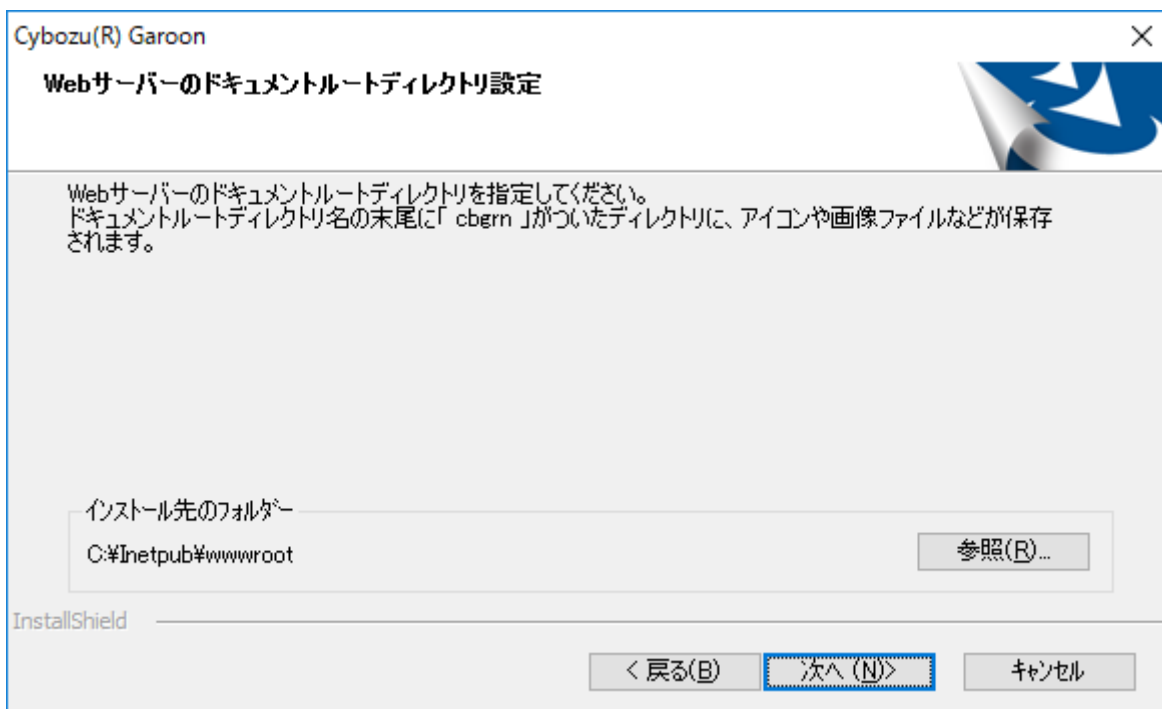 Cybozu(R) Garoon
Webサーバーのドキュメントルートディレクトリ設定
Webサーバーのドキュメントルートディレクトリを指定してください。
ドキュメントルートディレクトリ名の末尾に「 cbgrn 」がついたディレクトリに、アイコンや画像ファイルなどが保存
されます。
インストール先のフォルダー
C:¥Inetpub¥wwwroot
参照(R)...
InstallShield
< 戻る(B)
次へ (N)>
キャンセル